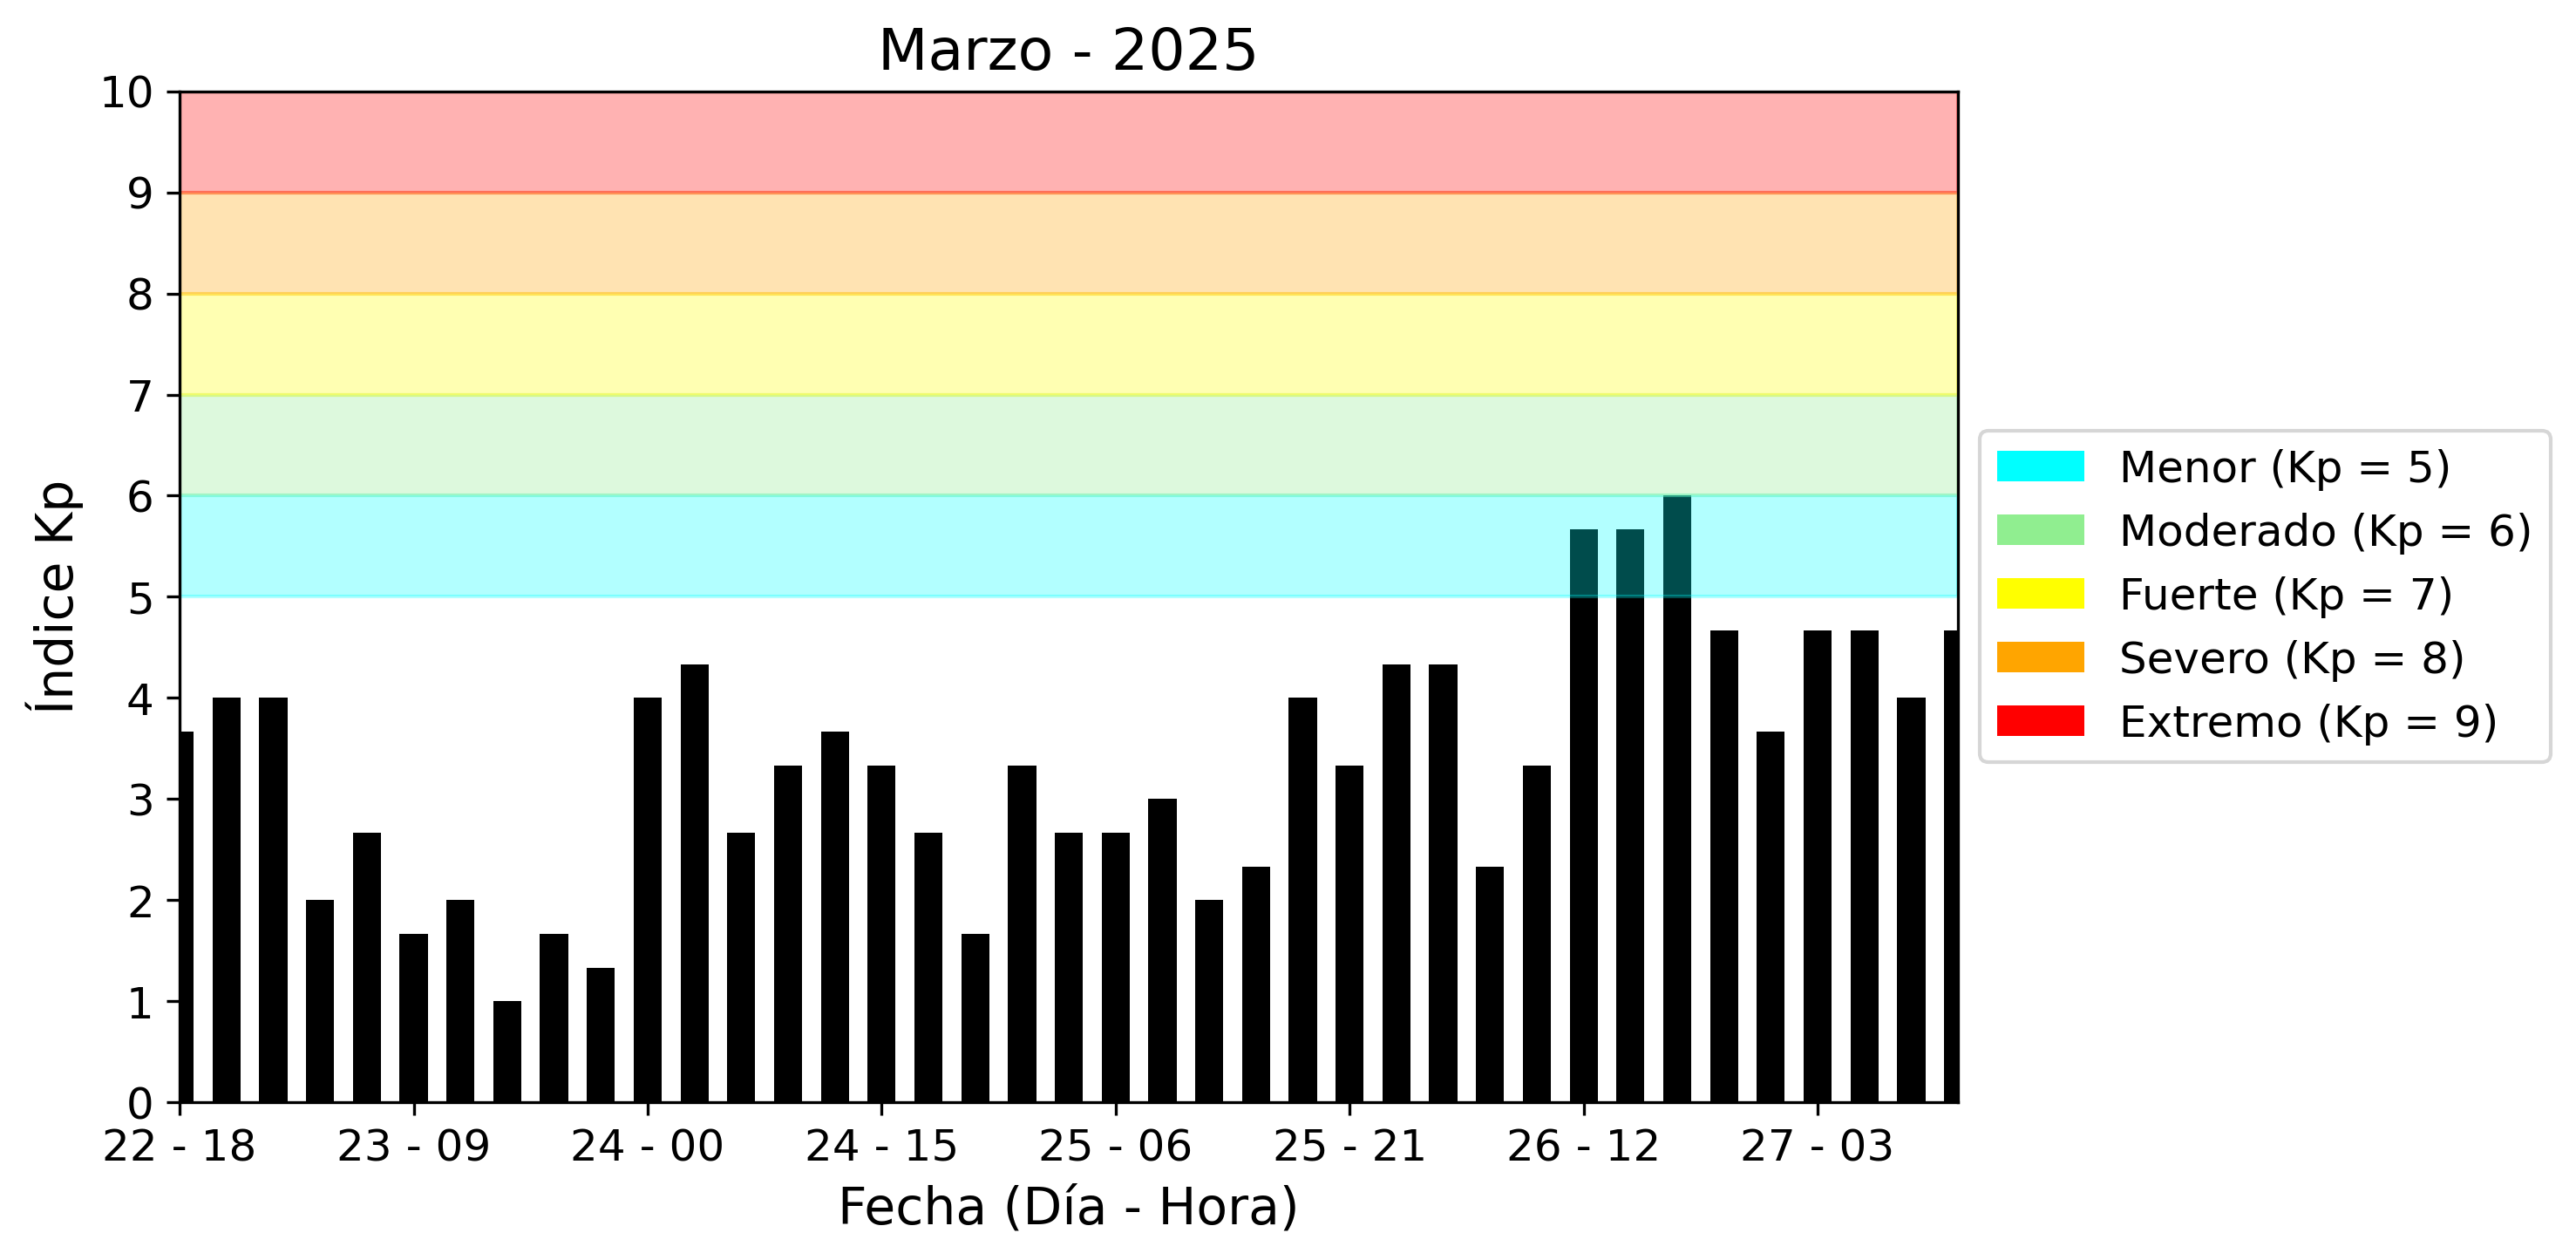 Marzo - 2025
Índice Kp
10
9
8
7
6
5
4
3
2
1
0
22 - 18
23 - 09
24 - 00
24 - 15
25 - 06
25 - 21
26 - 12
27 - 03
Fecha (Día - Hora)
Menor (Kp = 5)
Moderado (Kp = 6)
Fuerte (Kp = 7)
Severo (Kp = 8)
Extremo (Kp = 9)